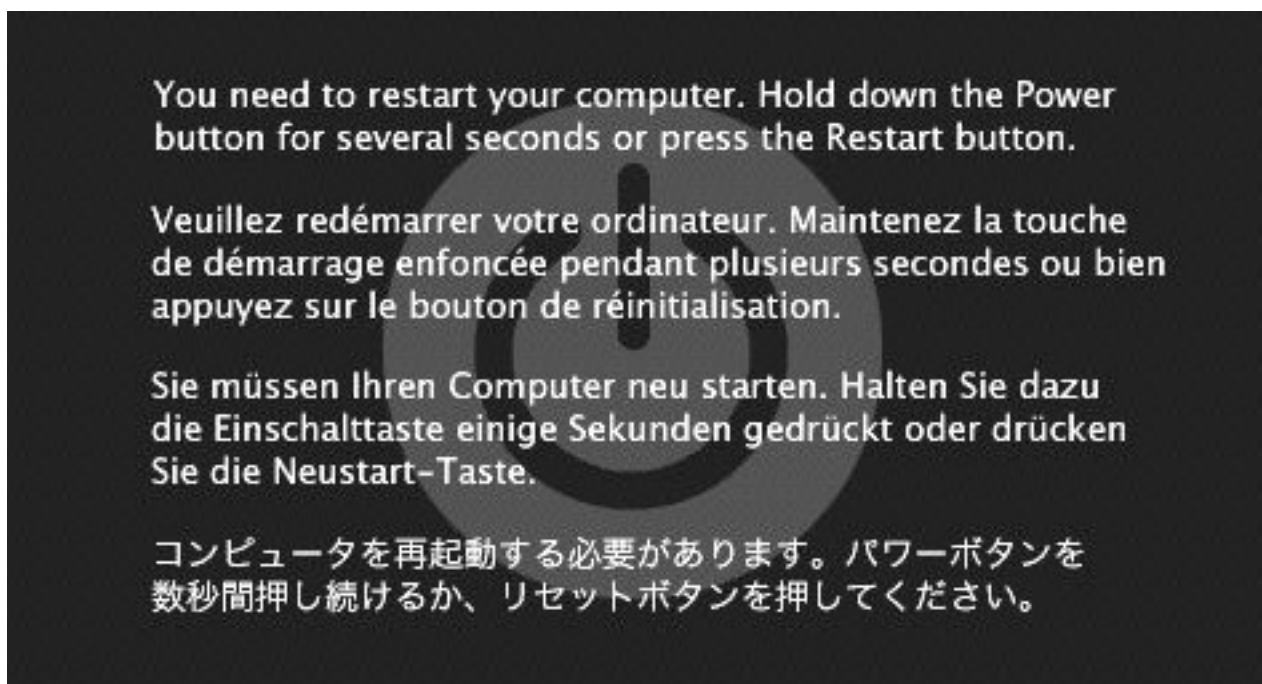 You need to restart your computer. Hold down the Power
button for several seconds or press the Restart button.
Veuillez redémarrer votre ordinateur. Maintenez la touche
de démarrage enfoncée pendant plusieurs secondes ou bien
appuyez sur le bouton de réinitialisation.
Sie müssen Ihren Computer neu starten. Halten Sie dazu
die Einschalttaste einige Sekunden gedrückt oder drücken
Sie die Neustart-Taste.
コンピュータを再起動する必要があります。パワーボタンを
数秒間押し続けるか、リセットボタンを押してください。